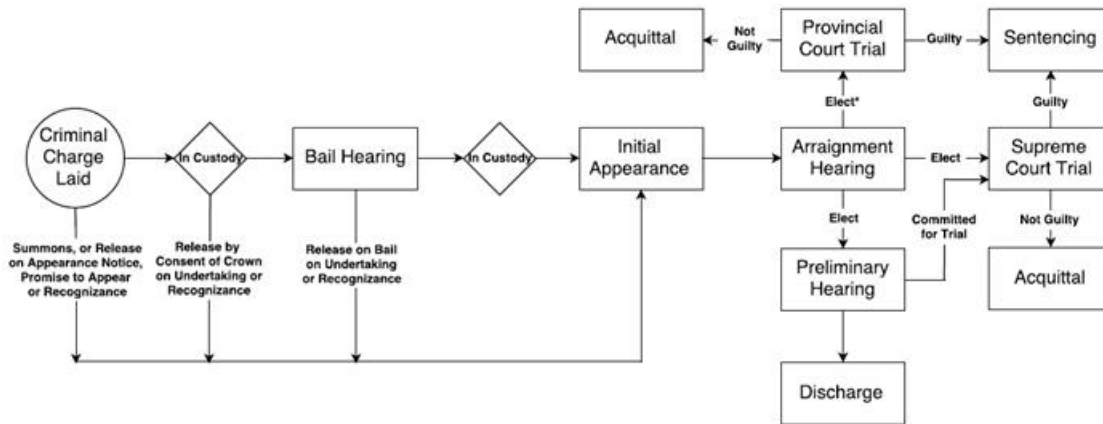 Acquittal
Not
Guilty
Provincial
Court Trial
Guilty
Sentencing
Elect*
Guilty
Criminal
Charge
Laid
In Custody
Bail Hearing
In Custody
Initial
Appearance
Arraignment
Hearing
Elect
Supreme
Court Trial
Summons, or Release
on Appearance Notice,
Promise to Appear
or Recognizance
Release by
Consent of Crown
on Undertaking or
Recognizance
Release on Bail
on Undertaking
or Recognizance
Elect
Committed
for Trial
Not Guilty
Preliminary
Hearing
Acquittal
Discharge